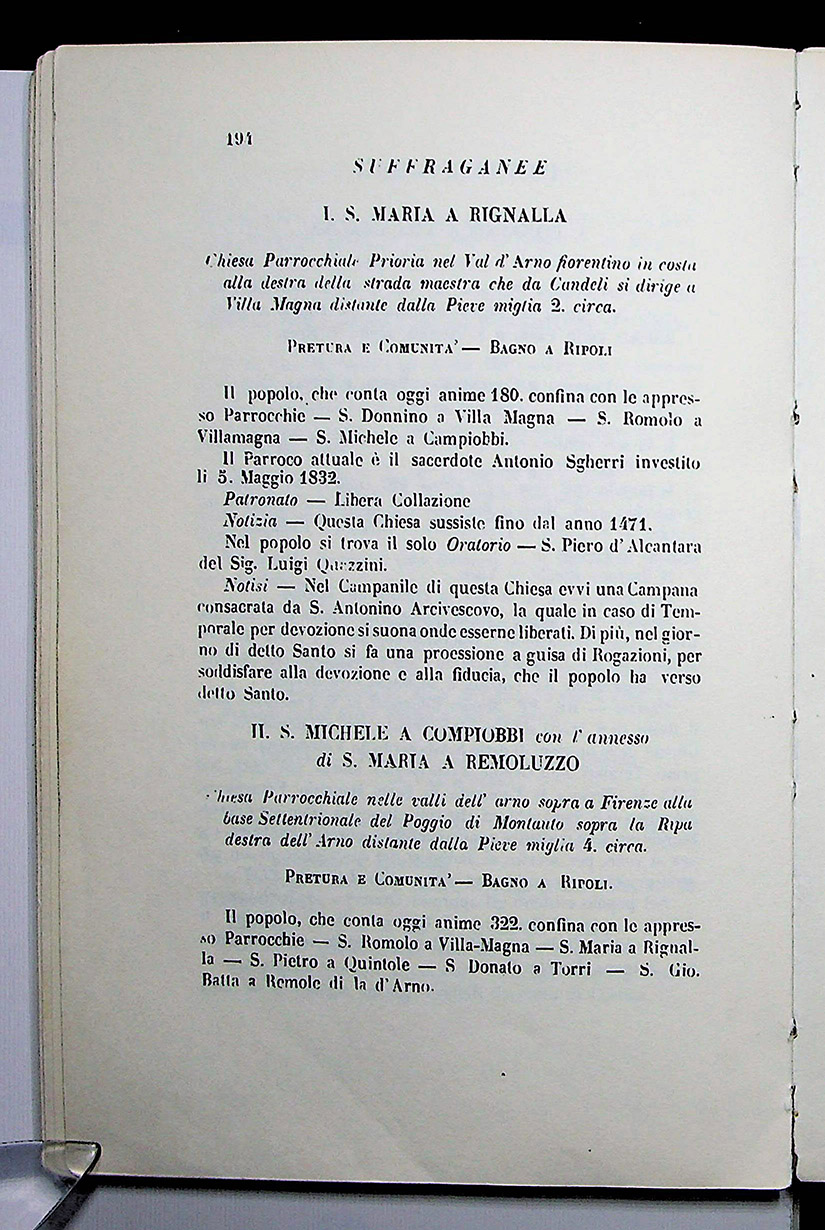 194
SUFFRAGANEE
I. S. MARIA A RIGNALLA
Chiesa Parrocchiale Prioria nel Val d' Arno fiorentino in costa
alla destra della strada maestra che da Candeli si dirige a
Villa Magna distante dalla Pieve miglia 2. circa.
PRETURA E COMUNITA' — BAGNO A RIPOLI
Il popolo, che conta oggi anime 180. confina con le appres-
so Parrocchie — S. Donnino a Villa Magna — S. Romolo a
Villamagna — S. Michele a Campiobbi.
Il Parroco attuale è il sacerdote Antonio Sgherri investito
li 5. Maggio 1832.
Patronato — Libera Collazione
Notizia — Questa Chiesa sussiste fino dal anno 1471.
Nel popolo si trova il solo Oratorio — S. Piero d' Alcantara
del Sig. Luigi
Notisi — Nel Campanile di questa Chiesa evvi una Campana
consacrata da S. Antonino Arcivescovo, la quale in caso di Tem-
porale per devozione si suona onde esserne liberati. Di più, nel gior-
no di detto Santo si fa una processione a guisa di Rogazioni, per
soddisfare alla devozione e alla fiducia, che il popolo ha verso
detto Santo.
II. S. MICHELE A COMPIOBBI con l' annesso
di S. MARIA A REMOLUZZO
Chiesa Parrocchiale nelle valli dell' arno sopra a Firenze alla
base Settentrionale del Poggio di Montauto sopra la Ripa
destra dell' Arno distante dalla Pieve miglia 4. circa.
PRETURA E COMUNITA' — BAGNO A RIPOLI.
Il popolo, che conta oggi anime 322. confina con le appres-
so Parrocchie — S. Romolo a Villa-Magna — S. Maria a Rignal-
la — S. Pietro a Quintole — S Donato a Torri — S. Gio.
Batta a Remole di la d' Arno.